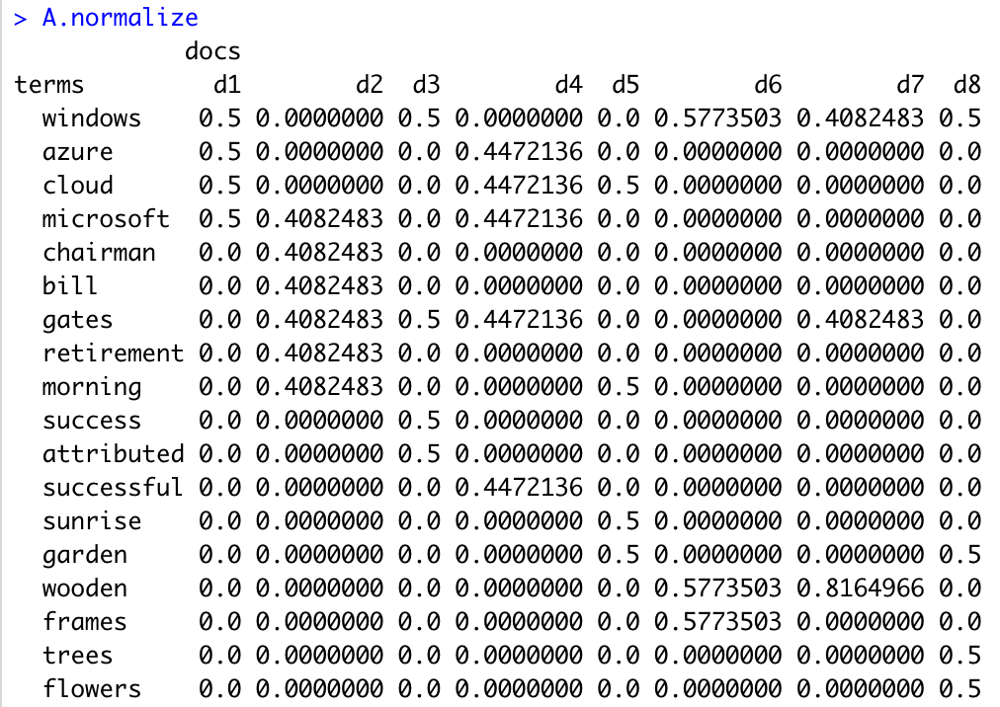 > A.normalize
            docs
terms         d1        d2  d3        d4  d5        d6        d7  d8
  windows    0.5 0.0000000 0.5 0.0000000 0.0 0.5773503 0.4082483 0.5
  azure      0.5 0.0000000 0.0 0.4472136 0.0 0.0000000 0.0000000 0.0
  cloud      0.5 0.0000000 0.0 0.4472136 0.5 0.0000000 0.0000000 0.0
  microsoft  0.5 0.4082483 0.0 0.4472136 0.0 0.0000000 0.0000000 0.0
  chairman   0.0 0.4082483 0.0 0.0000000 0.0 0.0000000 0.0000000 0.0
  bill       0.0 0.4082483 0.0 0.0000000 0.0 0.0000000 0.0000000 0.0
  gates      0.0 0.4082483 0.5 0.4472136 0.0 0.0000000 0.4082483 0.0
  retirement 0.0 0.4082483 0.0 0.0000000 0.0 0.0000000 0.0000000 0.0
  morning    0.0 0.4082483 0.0 0.0000000 0.5 0.0000000 0.0000000 0.0
  success    0.0 0.0000000 0.5 0.0000000 0.0 0.0000000 0.0000000 0.0
  attributed 0.0 0.0000000 0.5 0.0000000 0.0 0.0000000 0.0000000 0.0
  successful 0.0 0.0000000 0.0 0.4472136 0.0 0.0000000 0.0000000 0.0
  sunrise    0.0 0.0000000 0.0 0.0000000 0.5 0.0000000 0.0000000 0.0
  garden     0.0 0.0000000 0.0 0.0000000 0.5 0.0000000 0.0000000 0.5
  wooden     0.0 0.0000000 0.0 0.0000000 0.0 0.5773503 0.8164966 0.0
  frames     0.0 0.0000000 0.0 0.0000000 0.0 0.5773503 0.0000000 0.0
  trees      0.0 0.0000000 0.0 0.0000000 0.0 0.0000000 0.0000000 0.5
  flowers    0.0 0.0000000 0.0 0.0000000 0.0 0.0000000 0.0000000 0.5